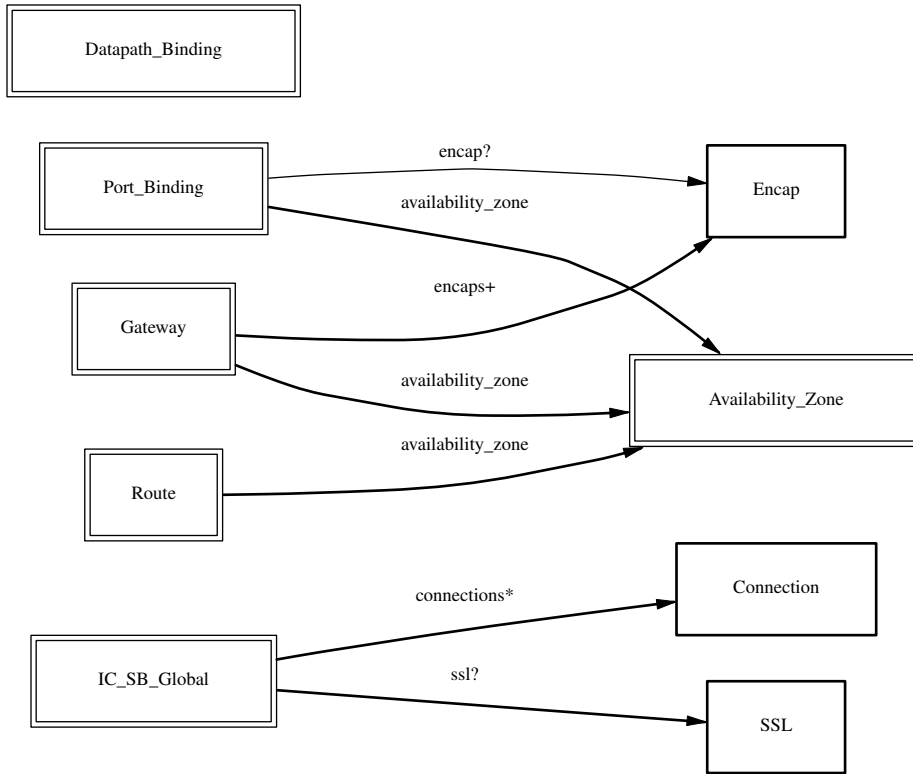 Datapath_Binding
Port_Binding
encap?
Encap
availability_zone
Gateway
encaps+
availability_zone
Availability_Zone
Route
availability_zone
IC_SB_Global
connections*
Connection
ssl?
SSL